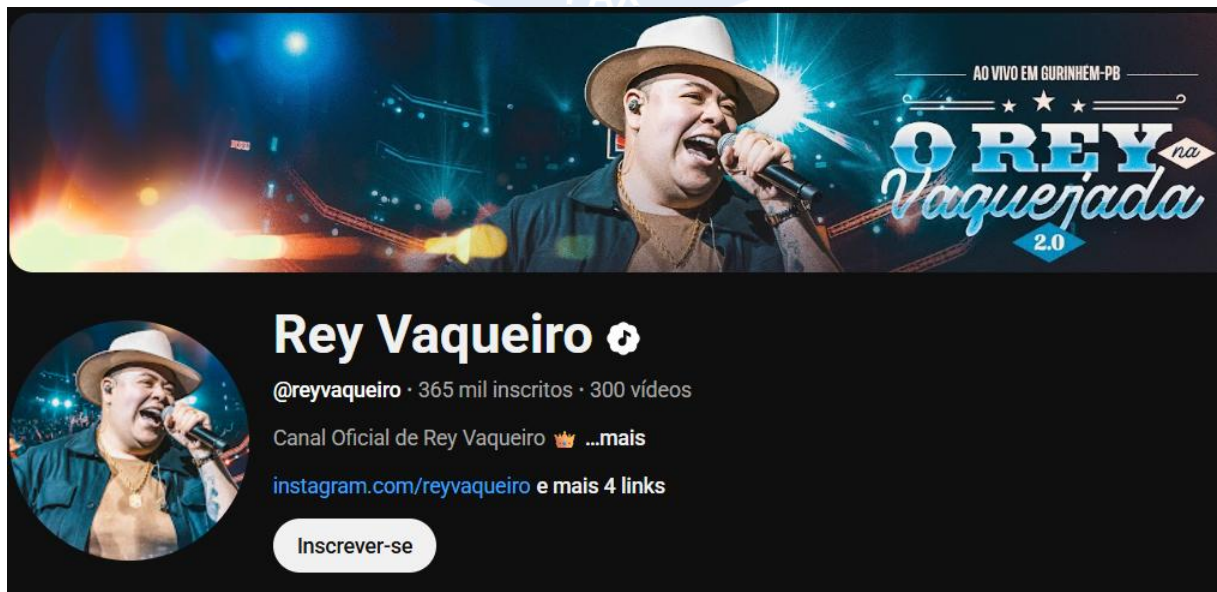 AO VIVO EM GURINHÉM-PB
O REY na
Vaquejada
2.0
Rey Vaqueiro
@reyvaqueiro · 365 mil inscritos · 300 vídeos
Canal Oficial de Rey Vaqueiro 👑 ...mais
instagram.com/reyvaqueiro e mais 4 links
Inscrever-se